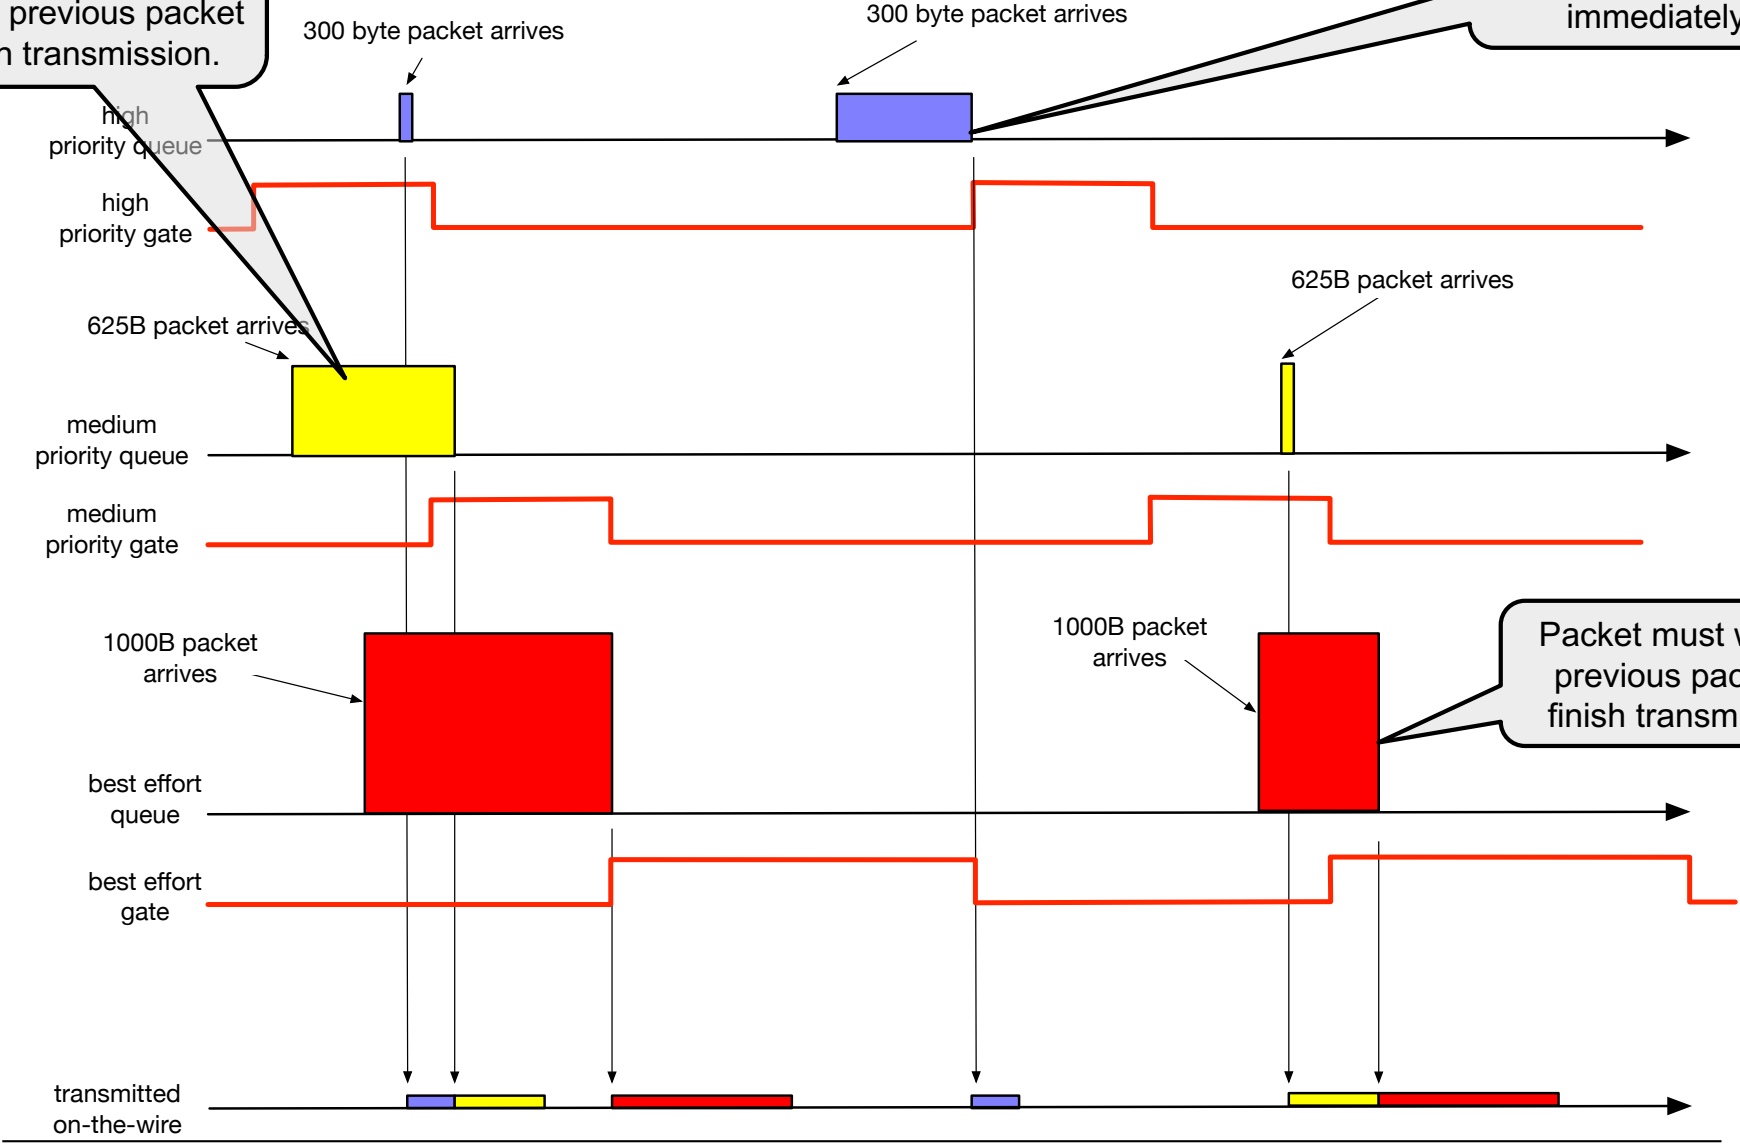 previous packet
transmission.
300 byte packet arrives
300 byte packet arrives
immediately
high
priority queue
high
priority gate
625B packet arrives
625B packet arrives
medium
priority queue
medium
priority gate
1000B packet
arrives
1000B packet
arrives
Packet must
previous
finish
best effort
queue
best effort
gate
transmitted
on-the-wire